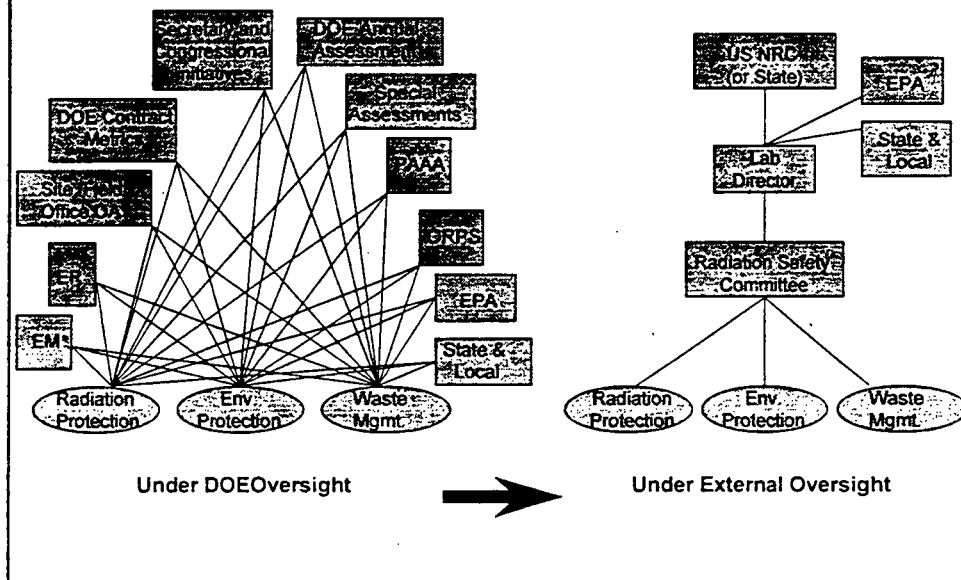 Secretary and
Congressional
Initiatives
DOE Annual
Assessments
Special
Assessments
DOE Contract
Metrics
PAAA
Site /Field
Office QA
ER
EM
EPA
State &
Local
Radiation
Protection
Env.
Protection
Waste
Mgmt.
Under DOEOversight
US NRC
(or State)
EPA
State &
Local
Lab
Director
Radiation Safety
Committee
Radiation
Protection
Env.
Protection
Waste
Mgmt.
Under External Oversight